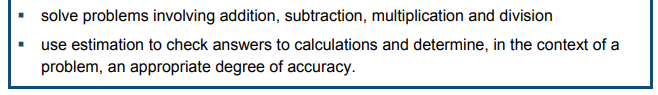 ▪ solve problems involving addition, subtraction, multiplication and division
▪ use estimation to check answers to calculations and determine, in the context of a
problem, an appropriate degree of accuracy.